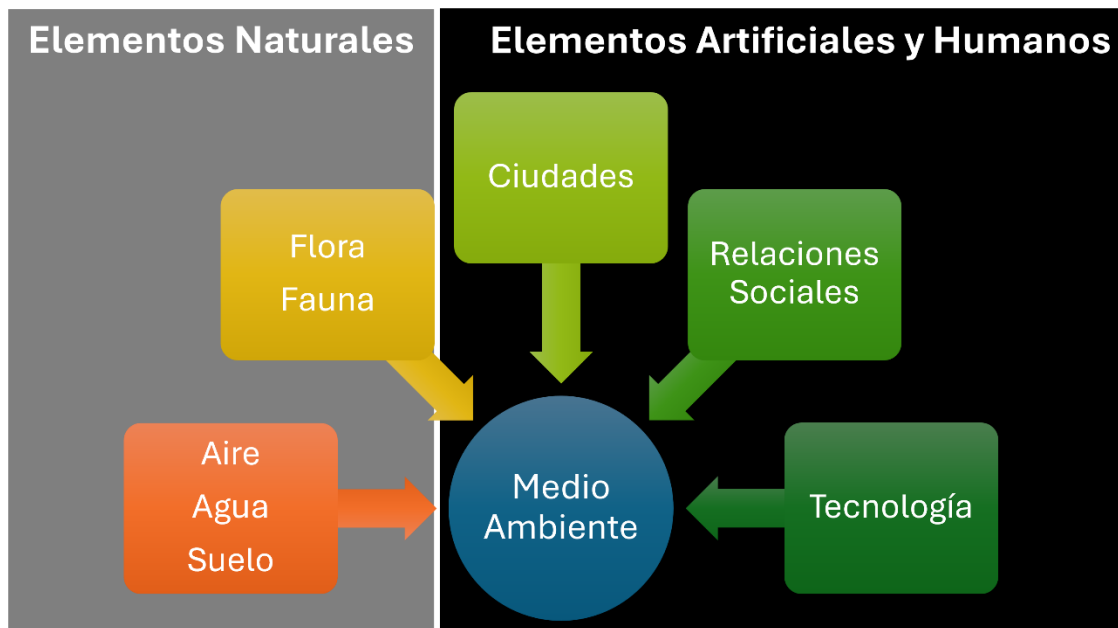 Elementos Naturales
Elementos Artificiales y Humanos
Ciudades
Flora
Fauna
Relaciones
Sociales
Aire
Agua
Suelo
Medio
Ambiente
Tecnología